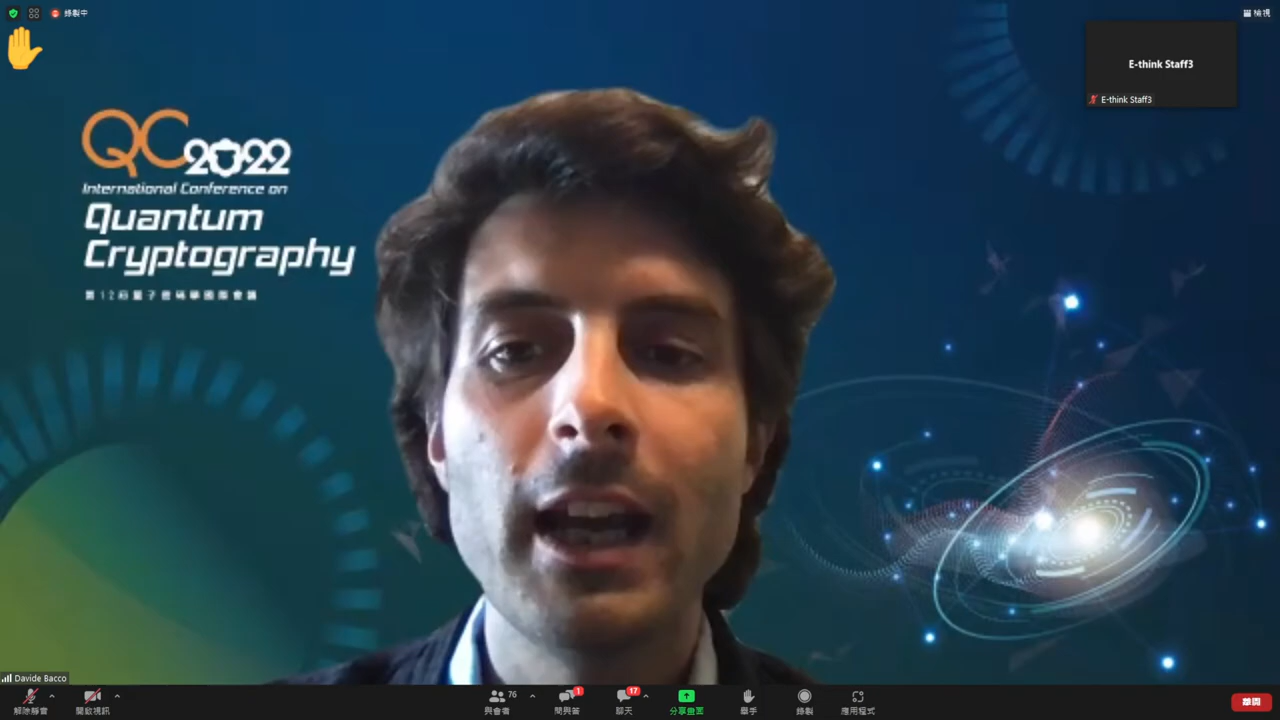 錄製中
檢視
E-think Staff3
E-think Staff3
QC2022
International Conference on
Quantum
Cryptography
第12屆量子密碼學國際會議
Davide Bacco
解除靜音
開啟視訊
76
與會者
1
問與答
17
聊天
分享畫面
舉手
錄製
應用程式
離開